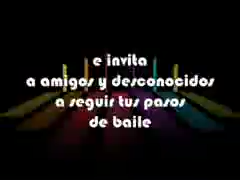 e invita
a amigos y desconocidos
a seguir tus pasos
de baile